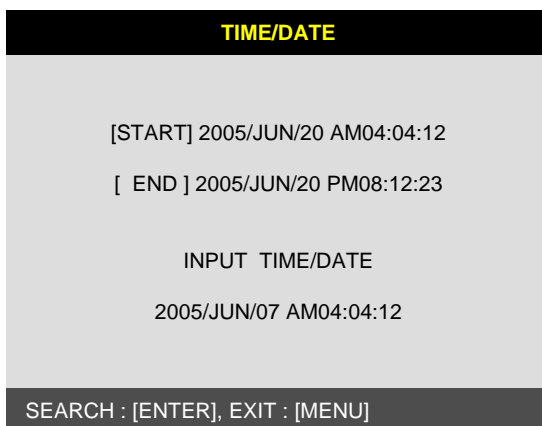 TIME/DATE
[START] 2005/JUN/20 AM04:04:12
[ END ] 2005/JUN/20 PM08:12:23
INPUT TIME/DATE
2005/JUN/07 AM04:04:12
SEARCH : [ENTER], EXIT : [MENU]